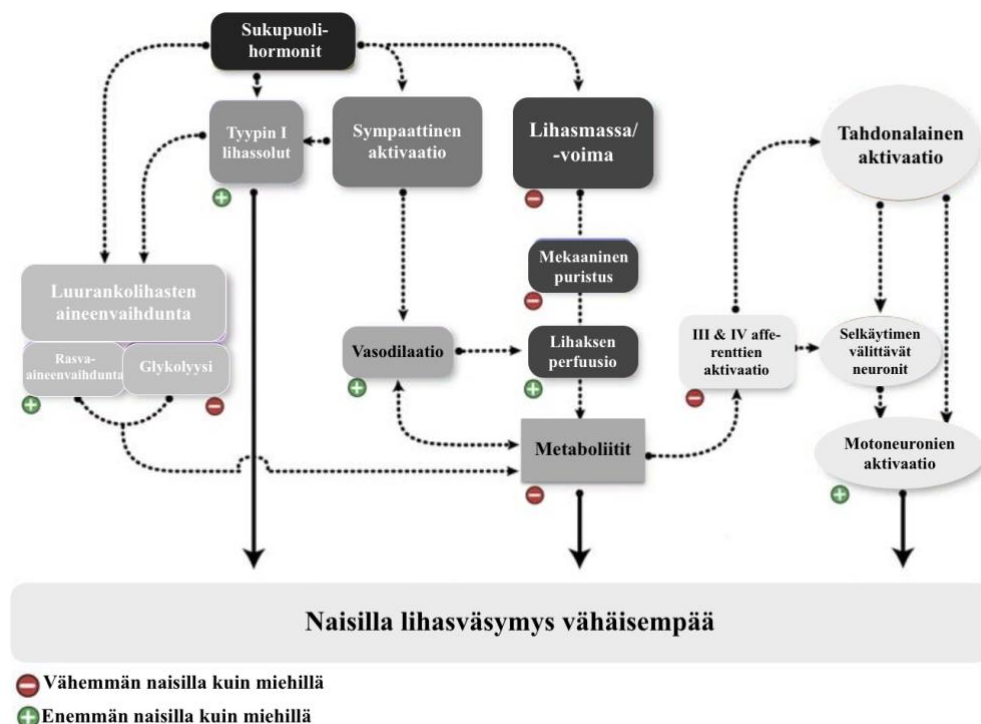 Sukupuoli-
hormonit
Tyypin I
lihassolut
Sympaattinen
aktivaatio
Lihasmassa/
-voima
Tahdonalainen
aktivaatio
Mekaaninen
puristus
Luurankolihasten
aineenvaihdunta
Rasva-
aineenvaihdunta
Glykolyysi
Vasodilaatio
Lihaksen
perfuusio
III & IV affe-
renttien
aktivaatio
Selkäytimen
välittävät
neuronit
Metaboliitit
Motoneuronien
aktivaatio
Naisilla lihasväsymys vähäisempää
Vähemmän naisilla kuin miehillä
Enemmän naisilla kuin miehillä